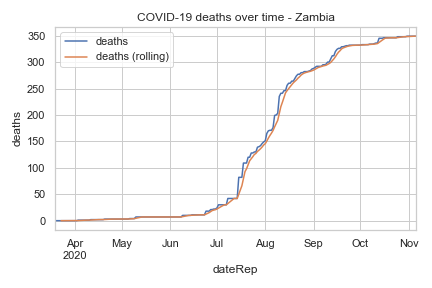 COVID-19 deaths over time - Zambia
deaths
deaths (rolling)
350
300
250
200
150
100
50
0
deaths
Apr May Jun Jul Aug Sep Oct Nov
2020
dateRep